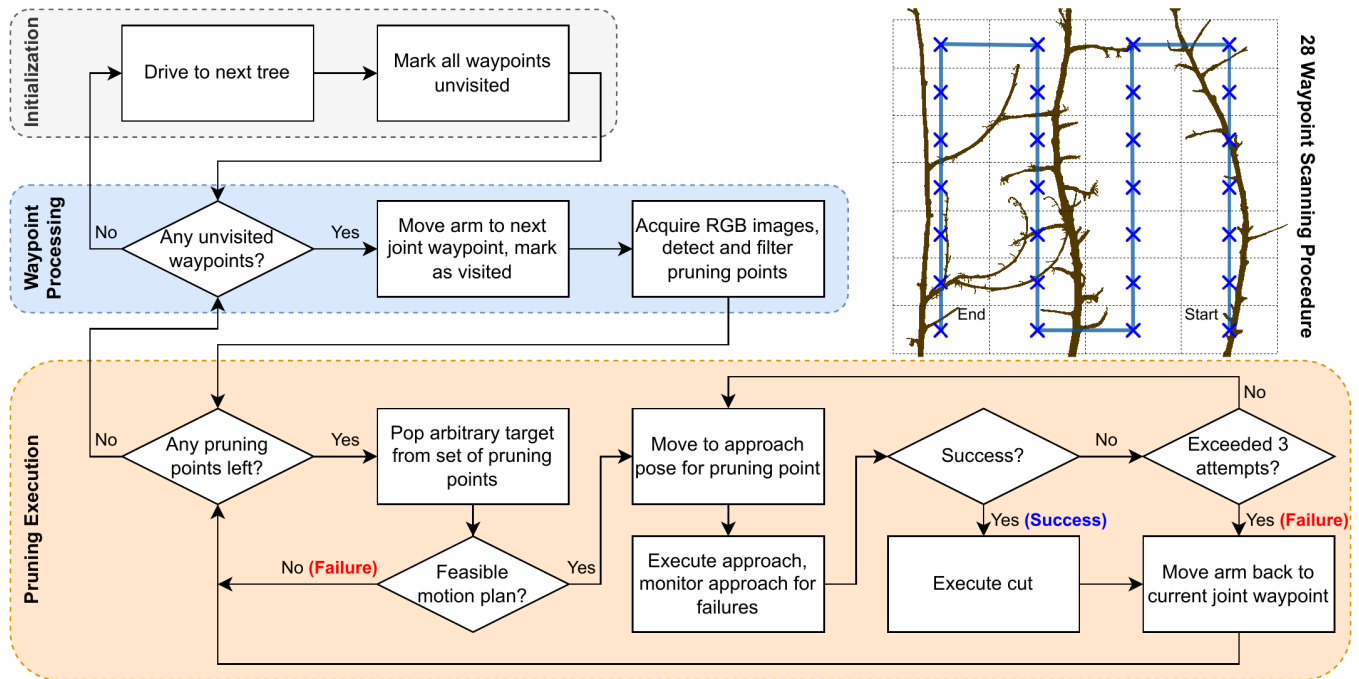 Initialization
Drive to next tree
Mark all waypoints
unvisited
28 Waypoint Scanning Procedure
End
Start
Waypoint
Processing
Any unvisited
waypoints?
No
Yes
Move arm to next
joint waypoint, mark
as visited
Acquire RGB images,
detect and filter
pruning points
Pruning Execution
Any pruning
points left?
No
Yes
Pop arbitrary target
from set of pruning
points
Feasible
motion plan?
No (Failure)
Yes
Move to approach
pose for pruning point
Execute approach,
monitor approach for
failures
Success?
No
Yes (Success)
Execute cut
Exceeded 3
attempts?
No
Yes (Failure)
Move arm back to
current joint waypoint